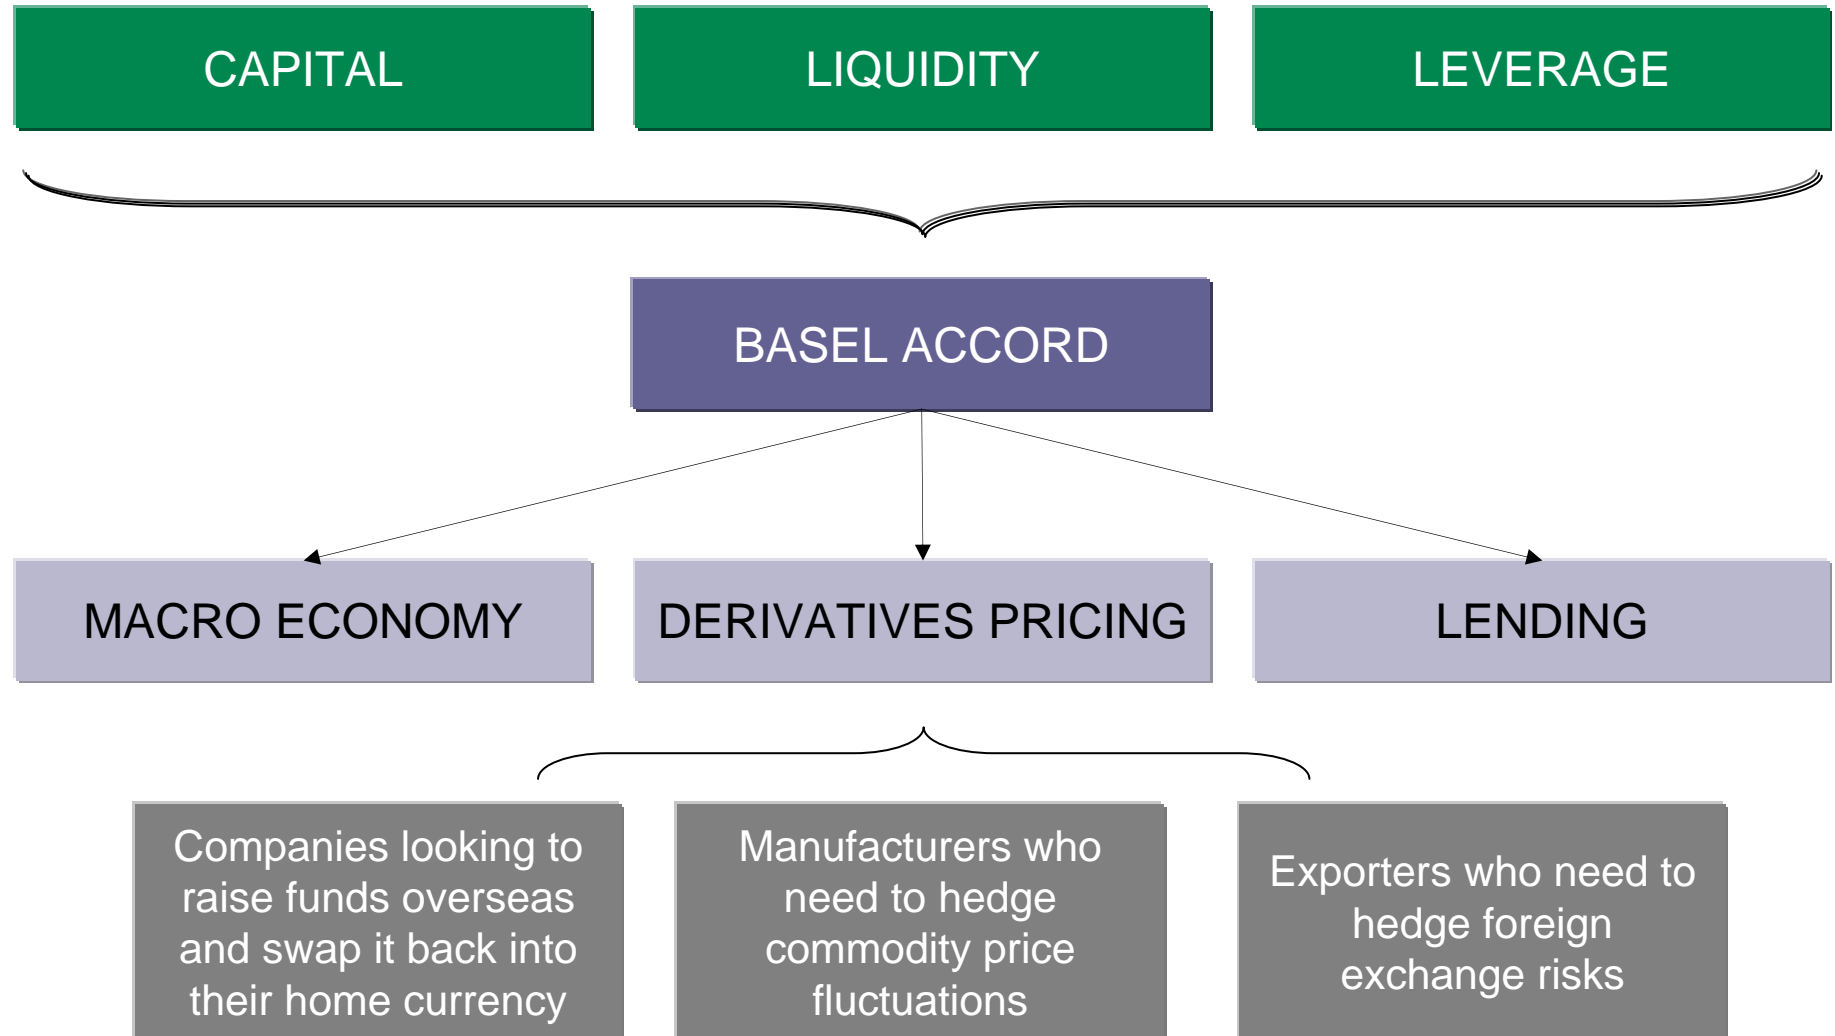 CAPITAL
LIQUIDITY
LEVERAGE
BASEL ACCORD
MACRO ECONOMY
DERIVATIVES PRICING
LENDING
Companies looking to
raise funds overseas
and swap it back into
their home currency
Manufacturers who
need to hedge
commodity price
fluctuations
Exporters who need to
hedge foreign
exchange risks